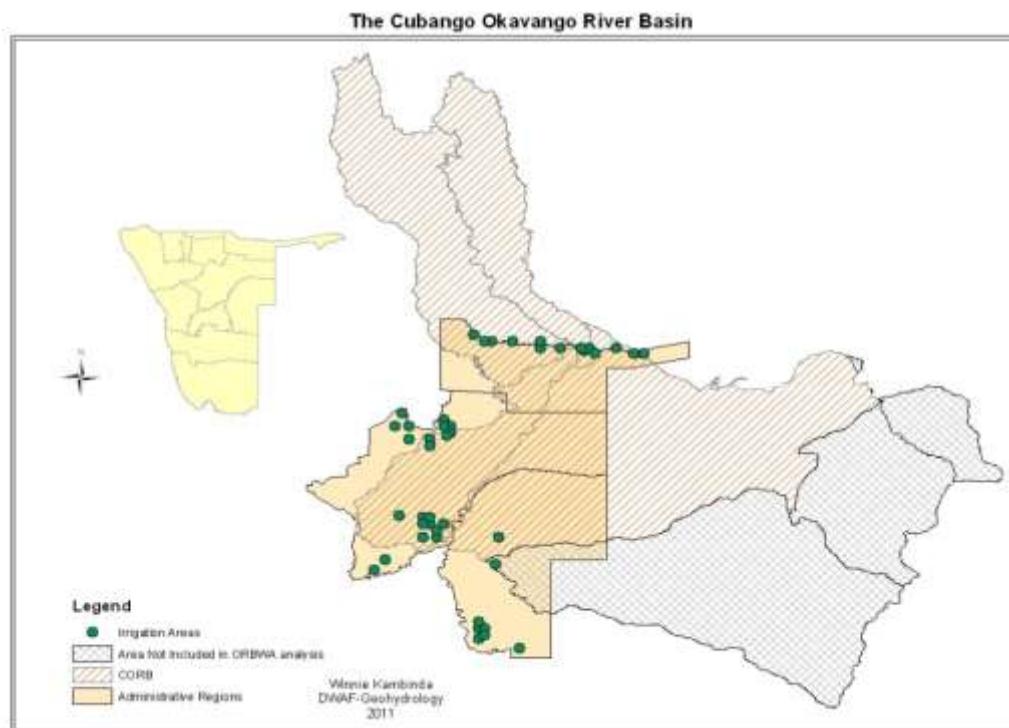 The Cubango Okavango River Basin
N
Legend
Irrigation Areas
Area Not Included in ORBWA analysis
CORB
Administrative Regions
Winnie Kambinda
DWAF-Geohydrology
2011